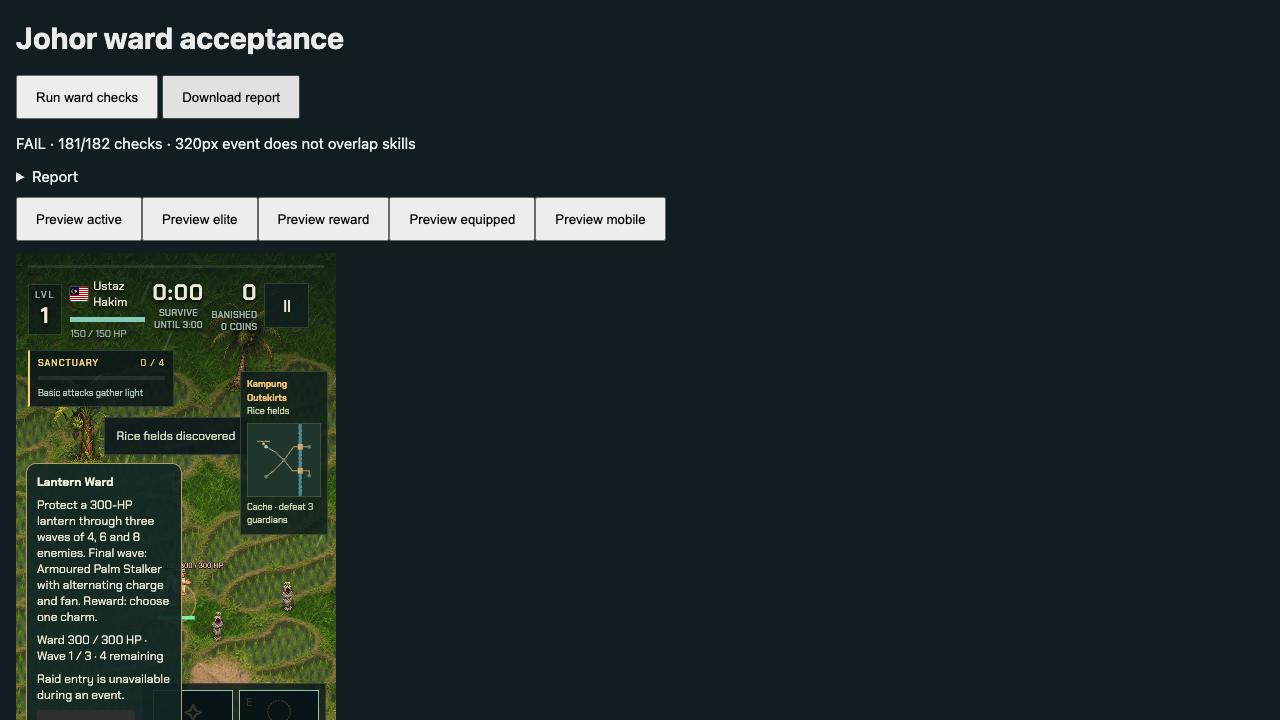 Johor ward acceptance
Run ward checks
Download report
FAIL · 181/182 checks · 320px event does not overlap skills
Report
Preview active
Preview elite
Preview reward
Preview equipped
Preview mobile
LVL
1
Ustaz
Hakim
150 / 150 HP
0:00
SURVIVE
UNTIL 3:00
0
BANISHED
0 COINS
II
SANCTUARY
0 / 4
Basic attacks gather light
Kampung
Outskirts
Rice fields
Cache · defeat 3
guardians
Rice fields discovered
Lantern Ward
Protect a 300-HP
lantern through three
waves of 4, 6 and 8
enemies. Final wave:
Armoured Palm Stalker
with alternating charge
and fan. Reward: choose
one charm.
Ward 300 / 300 HP ·
Wave 1 / 3 · 4 remaining
Raid entry is unavailable
during an event.
300 / 300 HP
E